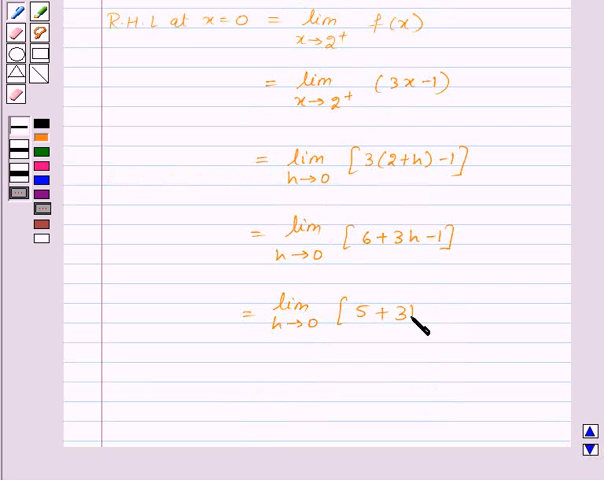 R.H.L at x=0 = lim x→2⁺ f(x)
= lim x→2⁺ (3x-1)
= lim h→0 [3(2+h)-1]
= lim h→0 [6+3h-1]
= lim h→0 [5+3